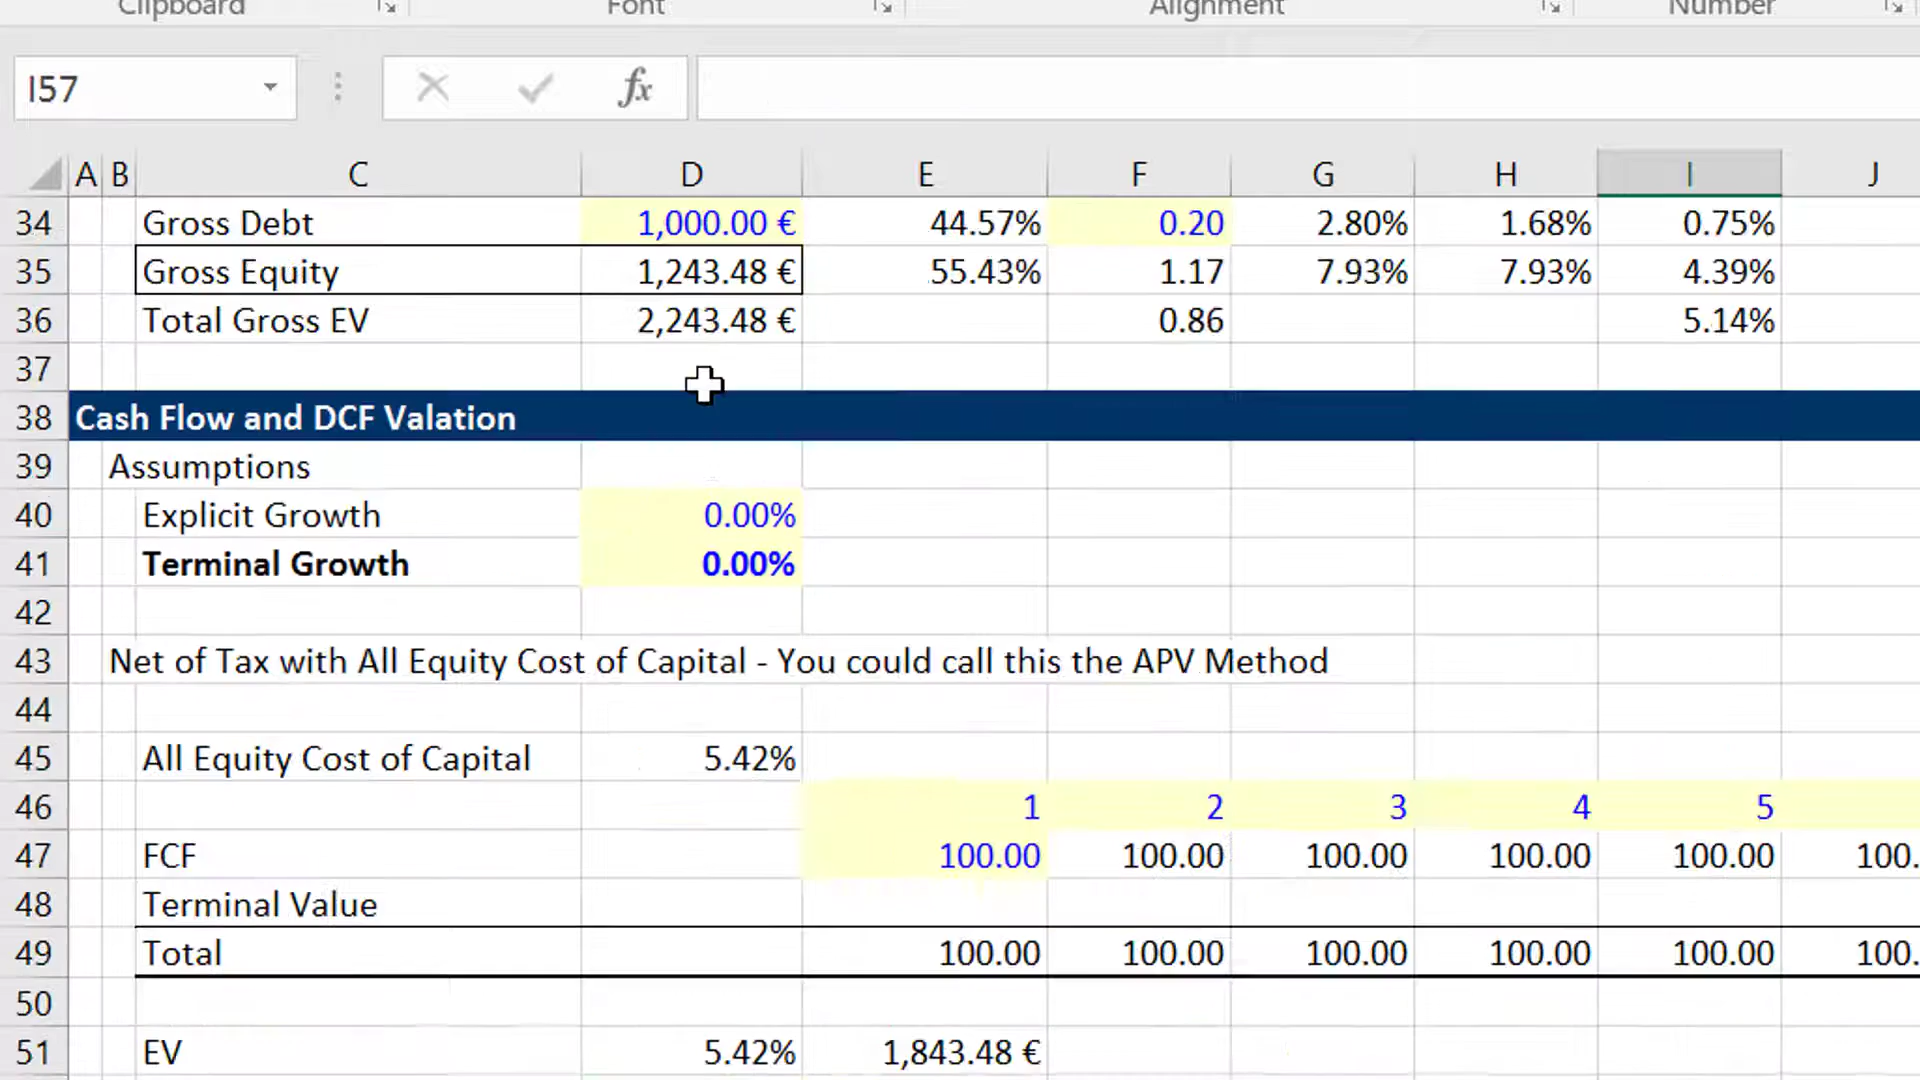 Clipboard Font Alignment Number
I57 fx
A B C D E F G H I J
34 Gross Debt 1,000.00 € 44.57% 0.20 2.80% 1.68% 0.75%
35 Gross Equity 1,243.48 € 55.43% 1.17 7.93% 7.93% 4.39%
36 Total Gross EV 2,243.48 € 0.86 5.14%
37
38 Cash Flow and DCF Valation
39 Assumptions
40 Explicit Growth 0.00%
41 Terminal Growth 0.00%
42
43 Net of Tax with All Equity Cost of Capital - You could call this the APV Method
44
45 All Equity Cost of Capital 5.42%
46 1 2 3 4 5
47 FCF 100.00 100.00 100.00 100.00 100.00 100.
48 Terminal Value
49 Total 100.00 100.00 100.00 100.00 100.00 100.
50
51 EV 5.42% 1,843.48 €